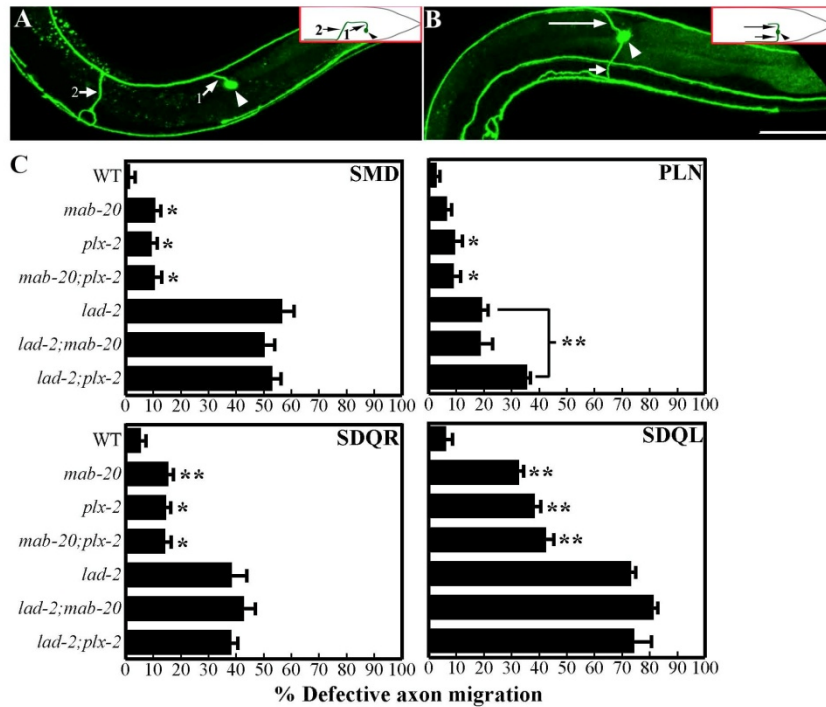 A
2
1
2
1
B
C
SMD
WT
mab-20 *
plx-2 *
mab-20;plx-2 *
lad-2
lad-2;mab-20
lad-2;plx-2
0 10 20 30 40 50 60 70 80 90 100
PLN
*
*
**
0 10 20 30 40 50 60 70 80 90 100
SDQR
WT
mab-20 **
plx-2 *
mab-20;plx-2 *
lad-2
lad-2;mab-20
lad-2;plx-2
0 10 20 30 40 50 60 70 80 90 100
SDQL
**
**
**
0 10 20 30 40 50 60 70 80 90 100
% Defective axon migration